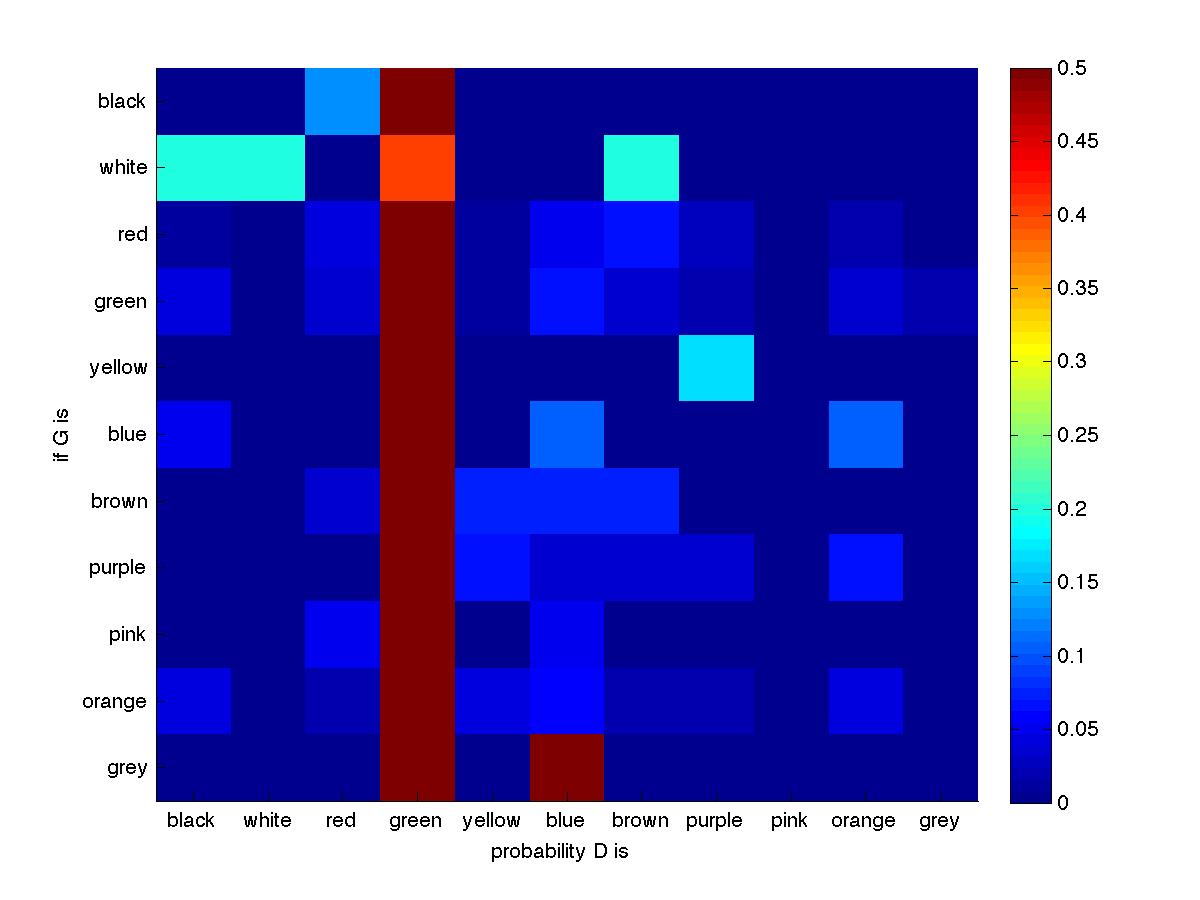 black
white
red
green
yellow
blue
brown
purple
pink
orange
grey
if G is
black white red green yellow blue brown purple pink orange grey
probability D is
0.5
0.45
0.4
0.35
0.3
0.25
0.2
0.15
0.1
0.05
0